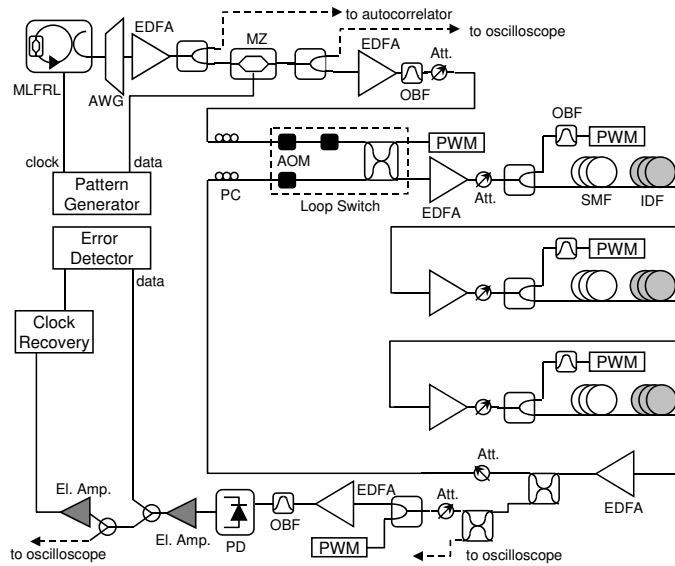 to autocorrelator
EDFA
MZ
to oscilloscope
EDFA
Att.
MLFRL
AWG
OBF
clock
data
AOM
PWM
OBF
PWM
Pattern
Generator
PC
Loop Switch
EDFA
Att.
SMF
IDF
Error
Detector
data
PWM
Clock
Recovery
PWM
Att.
El. Amp.
EDFA
Att.
EDFA
OBF
El. Amp.
PD
PWM
to oscilloscope
to oscilloscope